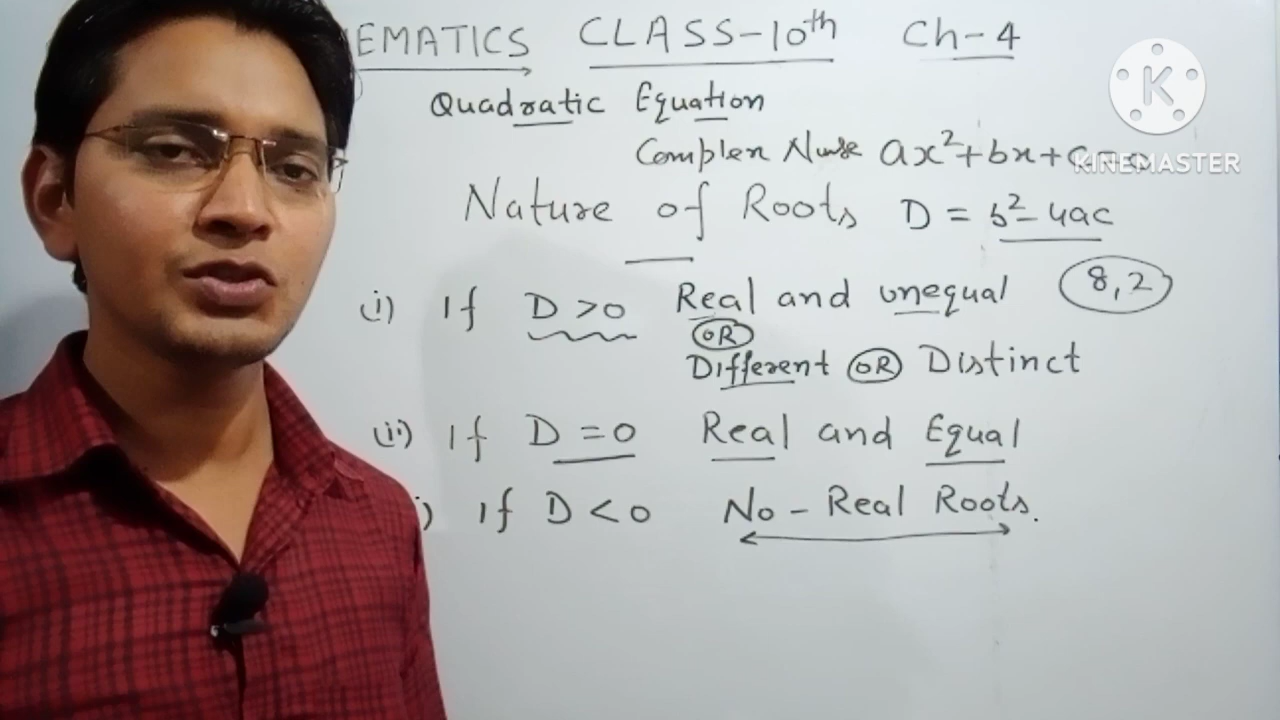 EMATICS CLASS-10th Ch-4
Quadratic Equation
Complex ax²+bx+c=0
Nature of Roots D = b²-4ac
(i) If D>0 Real and unequal 8,2
OR
Different OR Distinct
(ii) If D=0 Real and Equal
) If D<0 No-Real Roots.
K
KINEMASTER